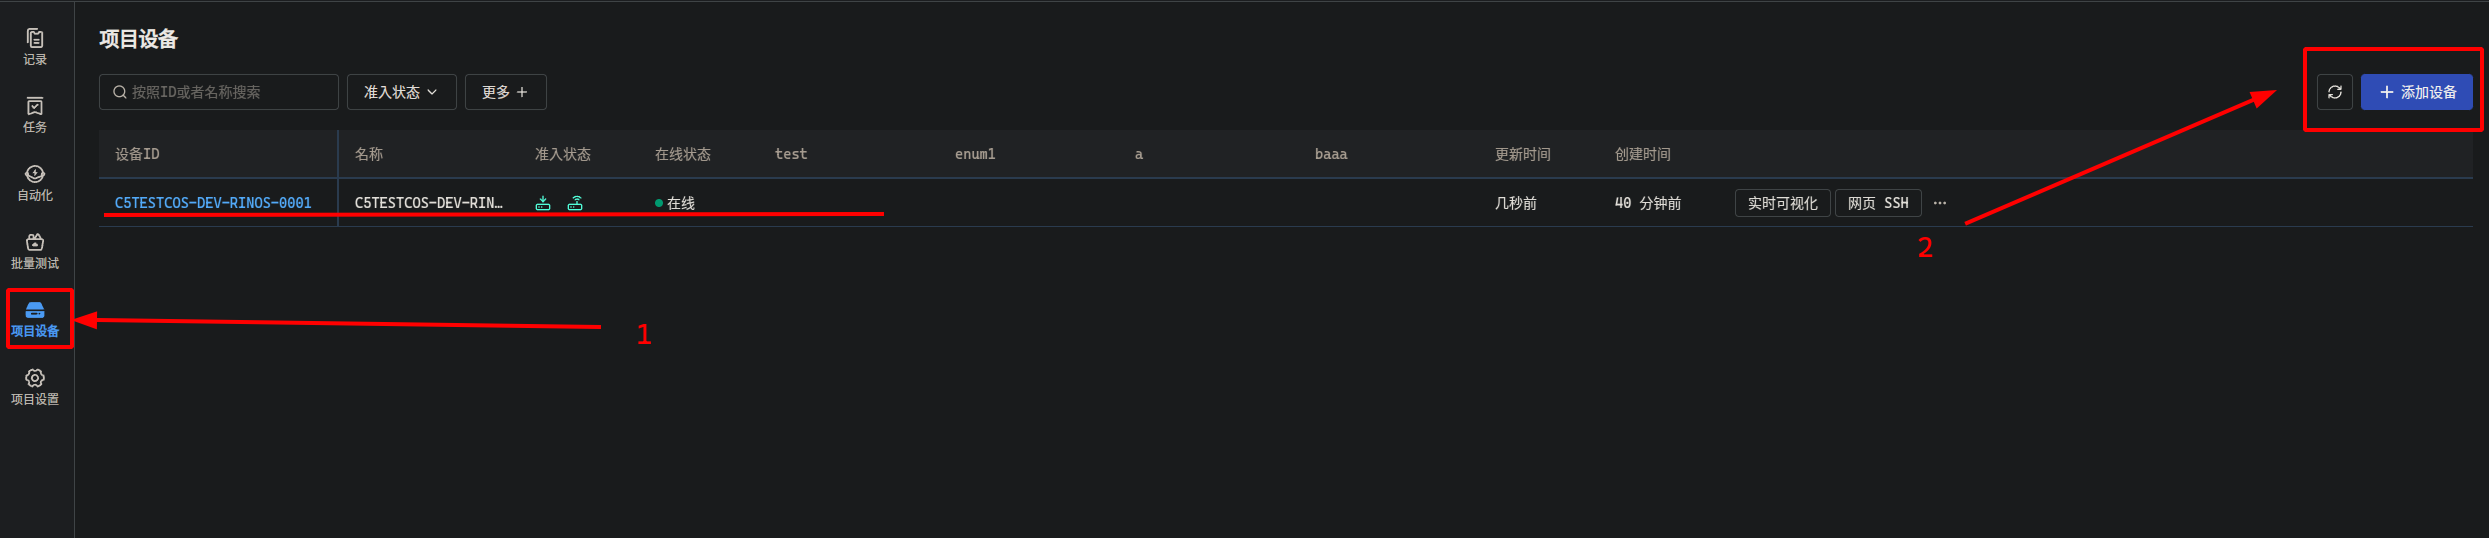 项目设备
记录
任务
自动化
批量测试
项目设备
项目设置
按照ID或者名称搜索
准入状态
更多
添加设备
设备ID 名称 准入状态 在线状态 test enum1 a baaa 更新时间 创建时间
C5TESTCOS-DEV-RINOS-0001 C5TESTCOS-DEV-RIN… 在线 几秒前 40 分钟前 实时可视化 网页 SSH ···
1
2